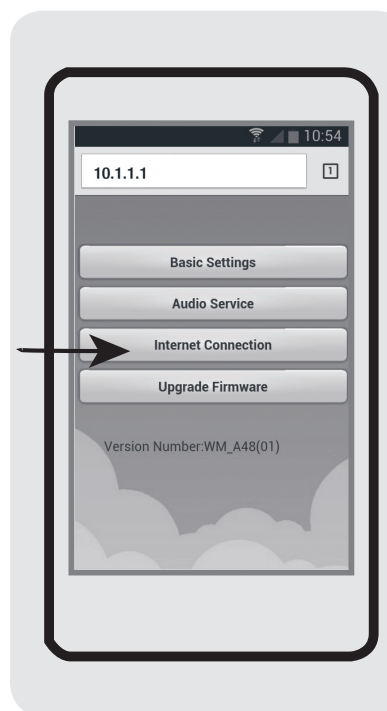 10:54
10.1.1.1 1
Basic Settings
Audio Service
Internet Connection
Upgrade Firmware
Version Number:WM_A48(01)